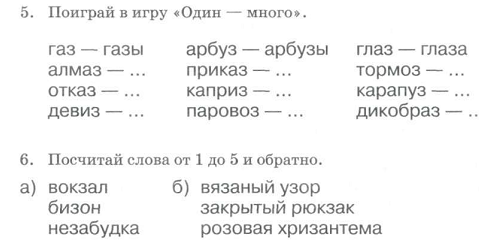 5. Поиграй в игру «Один — много».
газ — газы арбуз — арбузы глаз — глаза
алмаз — ... приказ — ... тормоз — ...
отказ — ... каприз — ... карапуз — ...
девиз — ... паровоз — ... дикобраз — ..
6. Посчитай слова от 1 до 5 и обратно.
а) вокзал б) вязаный узор
бизон закрытый рюкзак
незабудка розовая хризантема